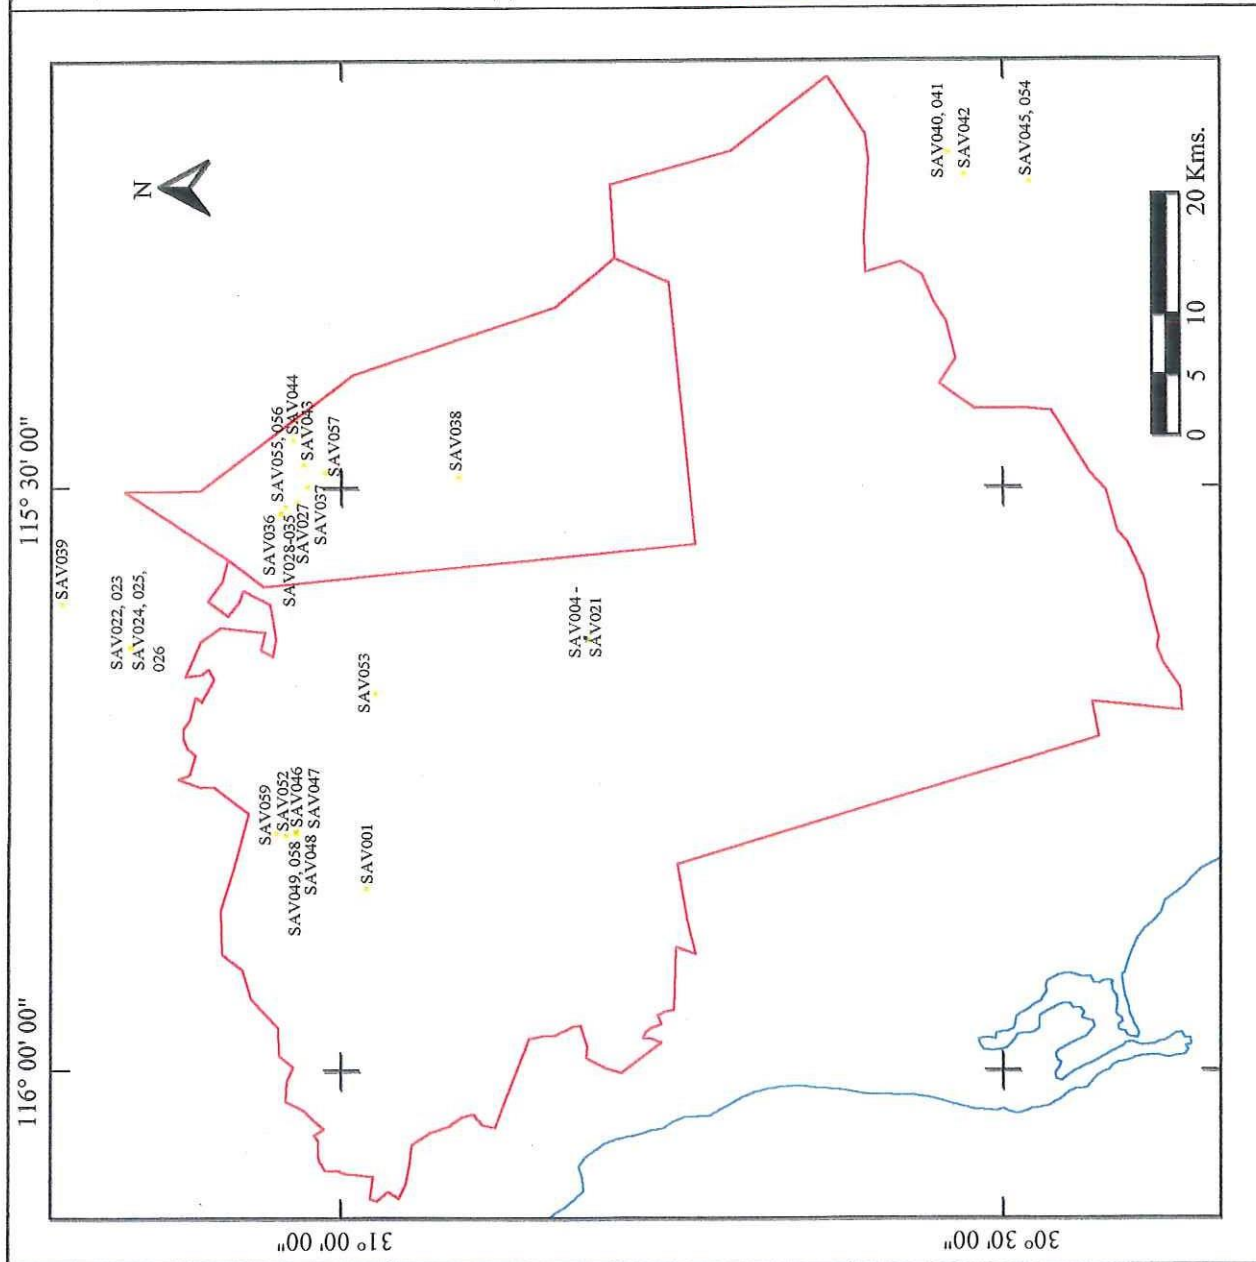 116° 00' 00"
115° 30' 00"
N
SAV039
SAV022, 023
SAV024, 025,
026
SAV036
SAV055, 056
SAV044
SAV028-035
SAV043
SAV027
SAV037
SAV057
SAV038
SAV059
SAV052
SAV046
SAV049, 058
SAV047
SAV048
SAV053
SAV001
SAV004 -
SAV021
SAV040, 041
SAV042
SAV045, 054
0 5 10 20 Kms.
31° 00' 00"
30° 30' 00"